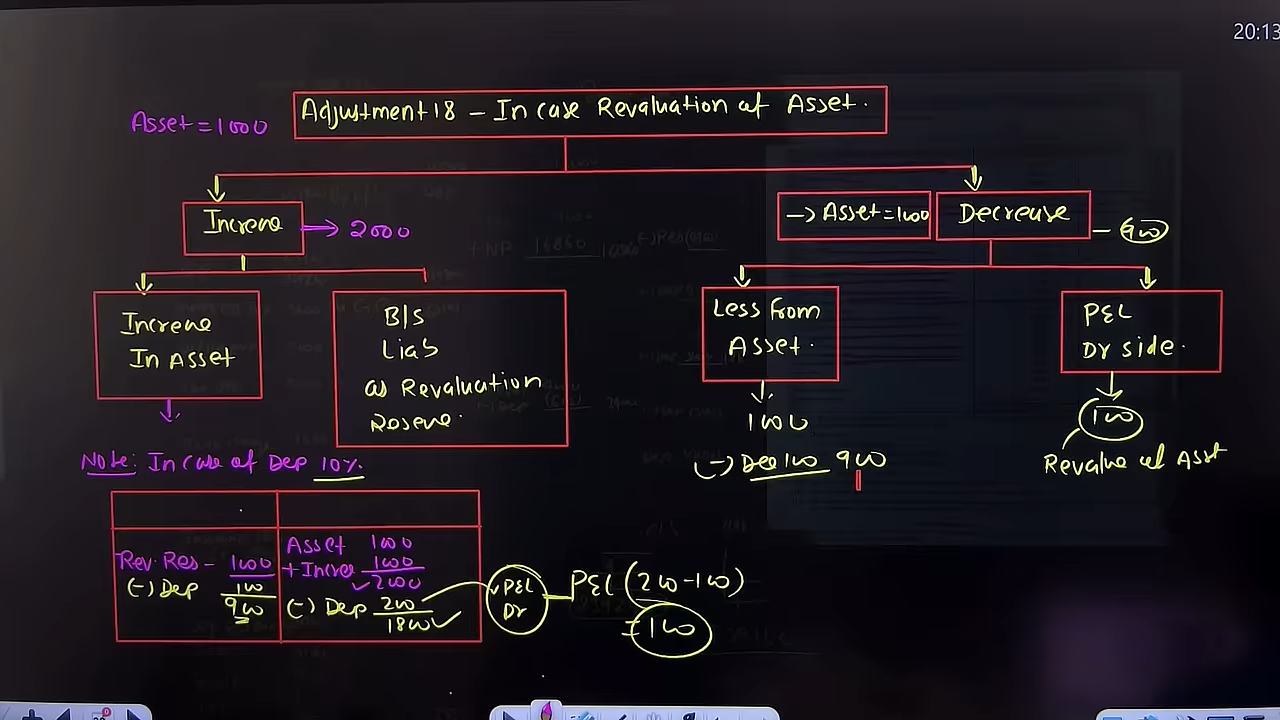 20:13
Adjustment 18 - In case Revaluation of Asset.
Asset = 1000
Increase
→ 2000
→ Asset = 1000
Decrease
- 900
Increase
In Asset
B/S
Liab
as Revaluation
Reserve.
Less From
Asset.
1000
(-) Dec 100 900
P&L
Dr side.
100
Revalue of Asst
Note: In case of Dep 10%.
Rev. Res - 1000
(-) Dep 100
900
Asset 1000
+ Increa 1000
2000
(-) Dep 200
1800
P&L
Dr
P&L (200-100)
= 100